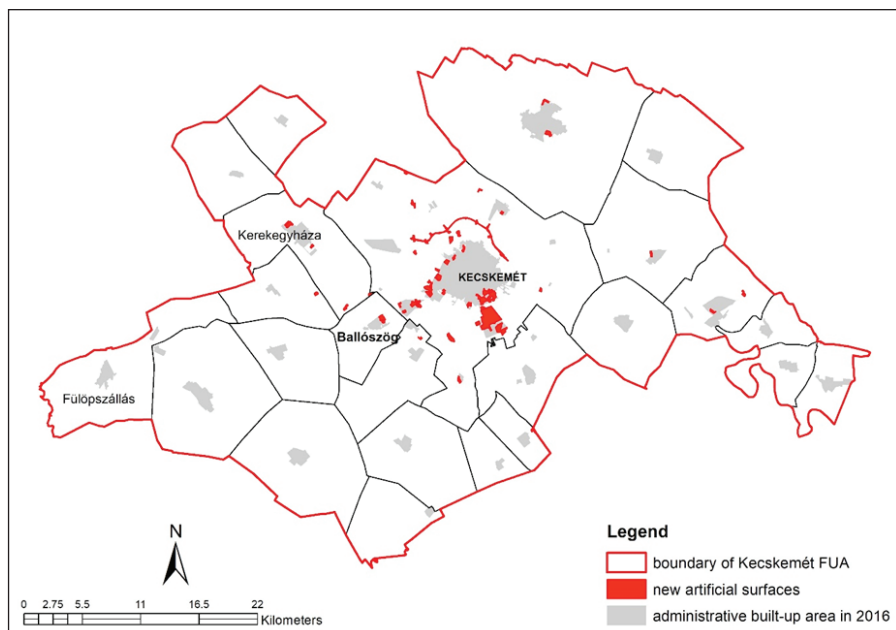 Kerekegyháza
KECSKEMÉT
Ballószög
Fülöpszállás
N
0 2.75 5.5 11 16.5 22
Kilometers
Legend
boundary of Kecskemét FUA
new artificial surfaces
administrative built-up area in 2016